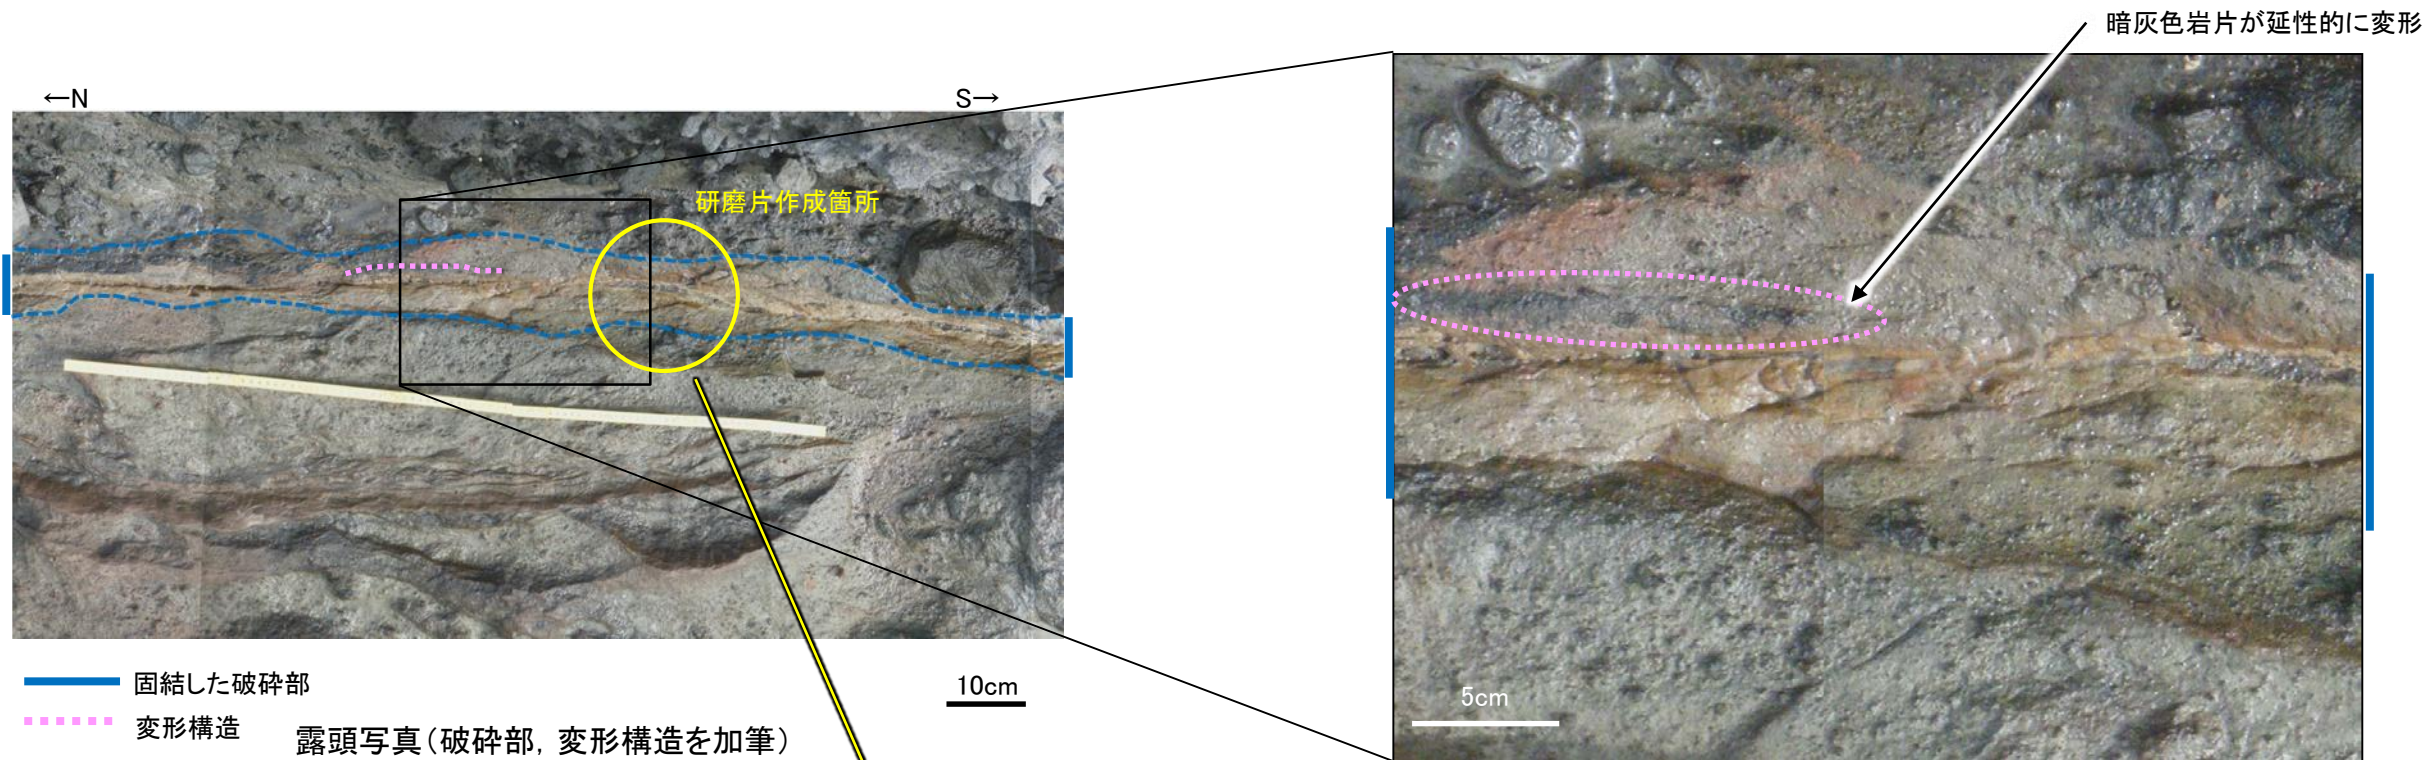 暗灰色岩片が延性的に変形
←N
S→
研磨片作成箇所
固結した破砕部
10cm
変形構造
露頭写真(破砕部，変形構造を加筆)
5cm